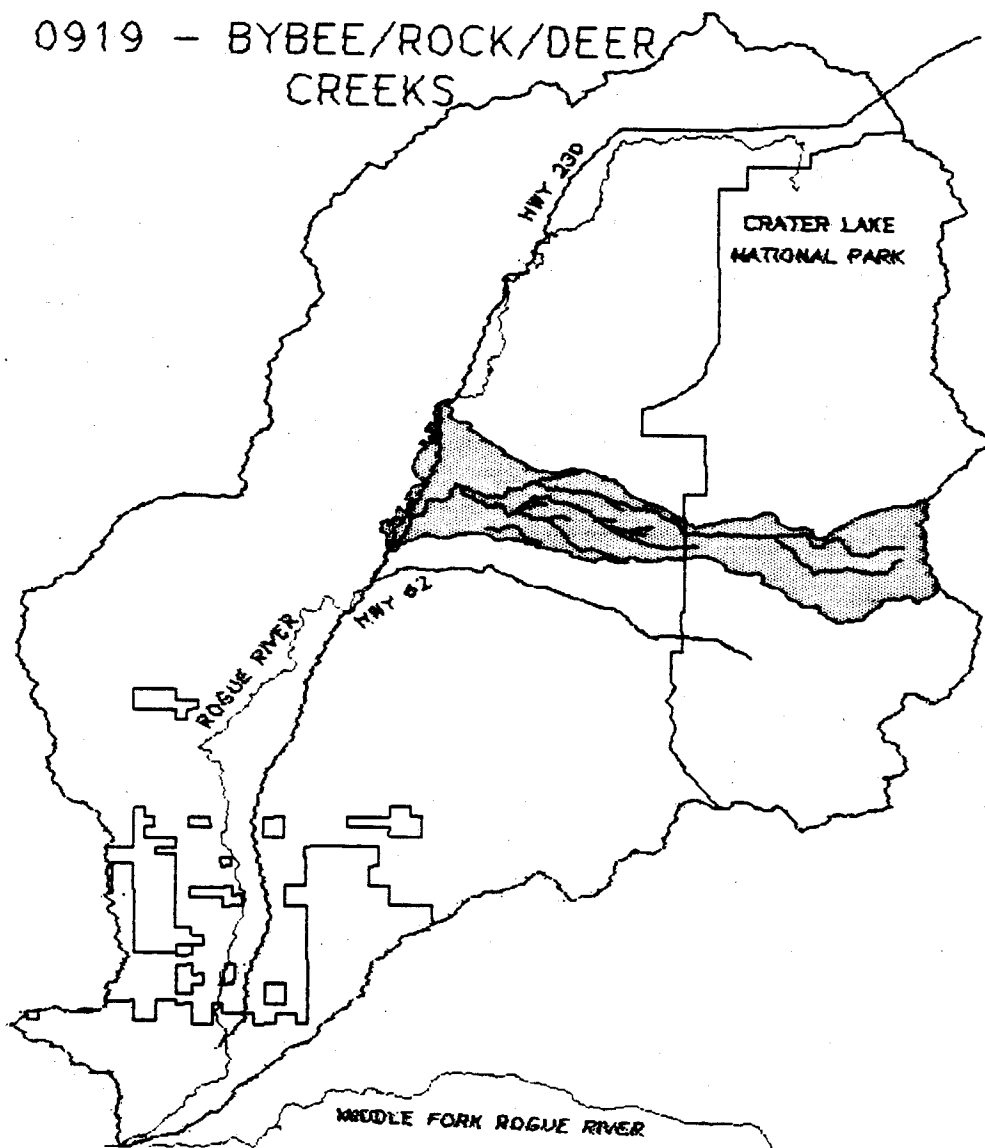 0919 - BYBEE/ROCK/DEER
CREEKS
HWY 230
CRATER LAKE
NATIONAL PARK
HWY 62
ROGUE RIVER
MIDDLE FORK ROGUE RIVER